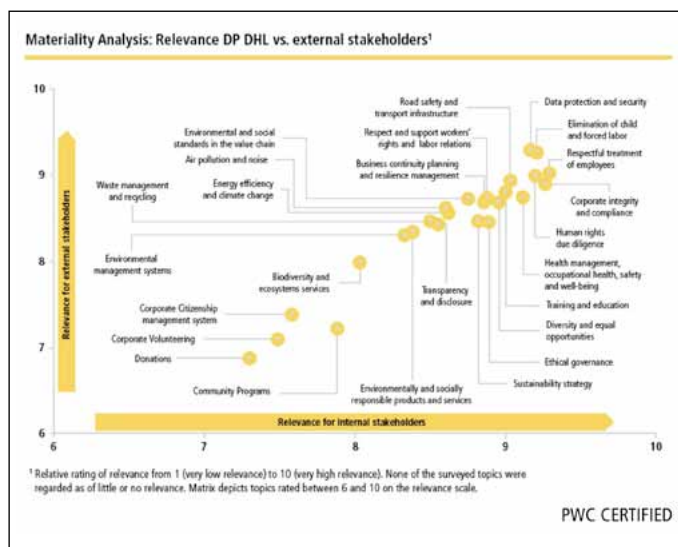 Materiality Analysis: Relevance DP DHL vs. external stakeholders¹
10
9
8
7
6
Relevance for external stakeholders
Road safety and
transport infrastructure
Data protection and security
Environmental and social
standards in the value chain
Respect and support workers'
rights and labor relations
Elimination of child
and forced labor
Air pollution and noise
Business continuity planning
and resilience management
Respectful treatment
of employees
Waste management
and recycling
Energy efficiency
and climate change
Corporate integrity
and compliance
Environmental
management systems
Human rights
due diligence
Biodiversity and
ecosystems services
Transparency
and disclosure
Health management,
occupational health, safety
and well-being
Corporate Citizenship
management system
Training and education
Corporate Volunteering
Diversity and equal
opportunities
Donations
Ethical governance
Community Programs
Environmentally and socially
responsible products and services
Sustainability strategy
Relevance for internal stakeholders
6
7
8
9
10
¹ Relative rating of relevance from 1 (very low relevance) to 10 (very high relevance). None of the surveyed topics were
regarded as of little or no relevance. Matrix depicts topics rated between 6 and 10 on the relevance scale.
PWC CERTIFIED